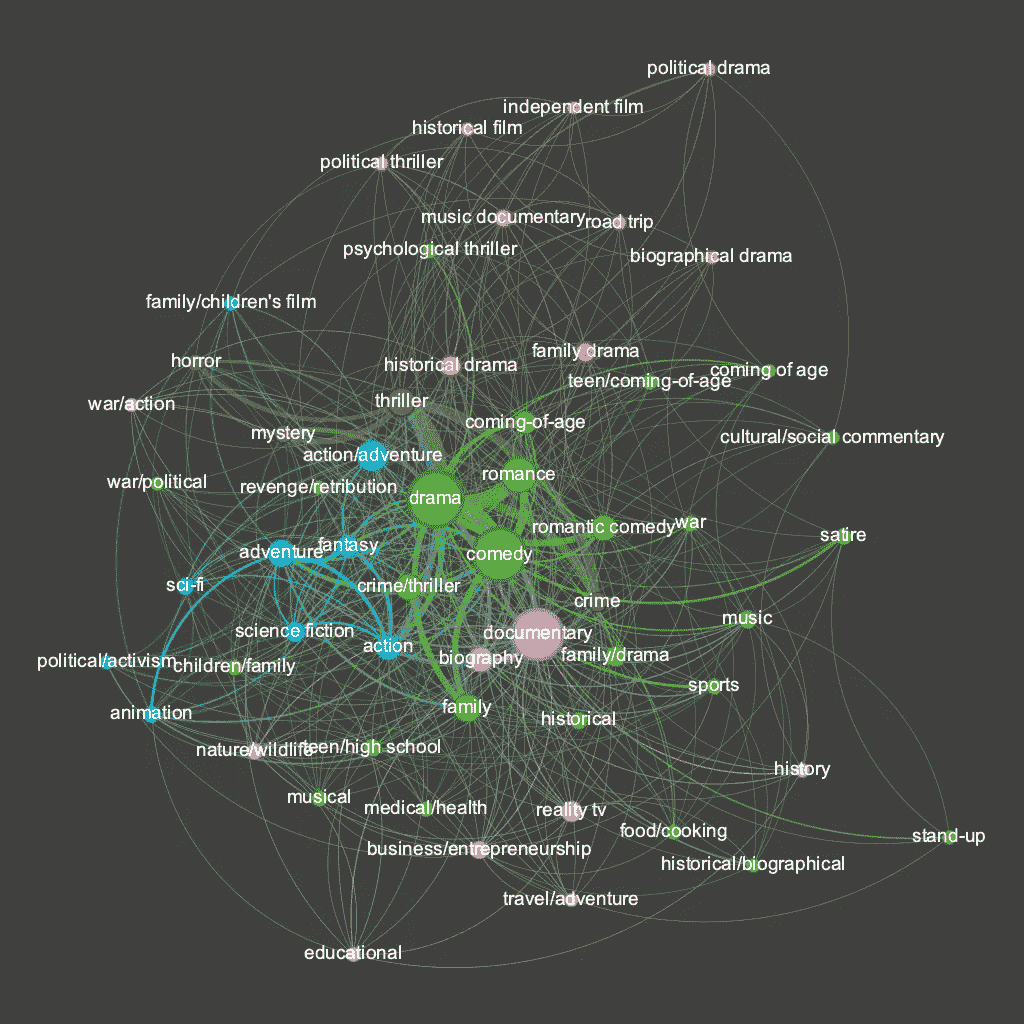 political drama
independent film
historical film
political thriller
music documentary
road trip
psychological thriller
biographical drama
family/children's film
family drama
horror
historical drama
coming of age
teen/coming-of-age
thriller
war/action
coming-of-age
mystery
cultural/social commentary
action/adventure
romance
war/political
revenge/retribution
drama
romantic comedy
war
satire
fantasy
adventure
comedy
sci-fi
crime/thriller
crime
music
science fiction
documentary
action
family/drama
biography
political/activism
children/family
sports
family
animation
historical
teen/high school
nature/wildlife
history
musical
medical/health
reality tv
food/cooking
stand-up
business/entrepreneurship
historical/biographical
travel/adventure
educational